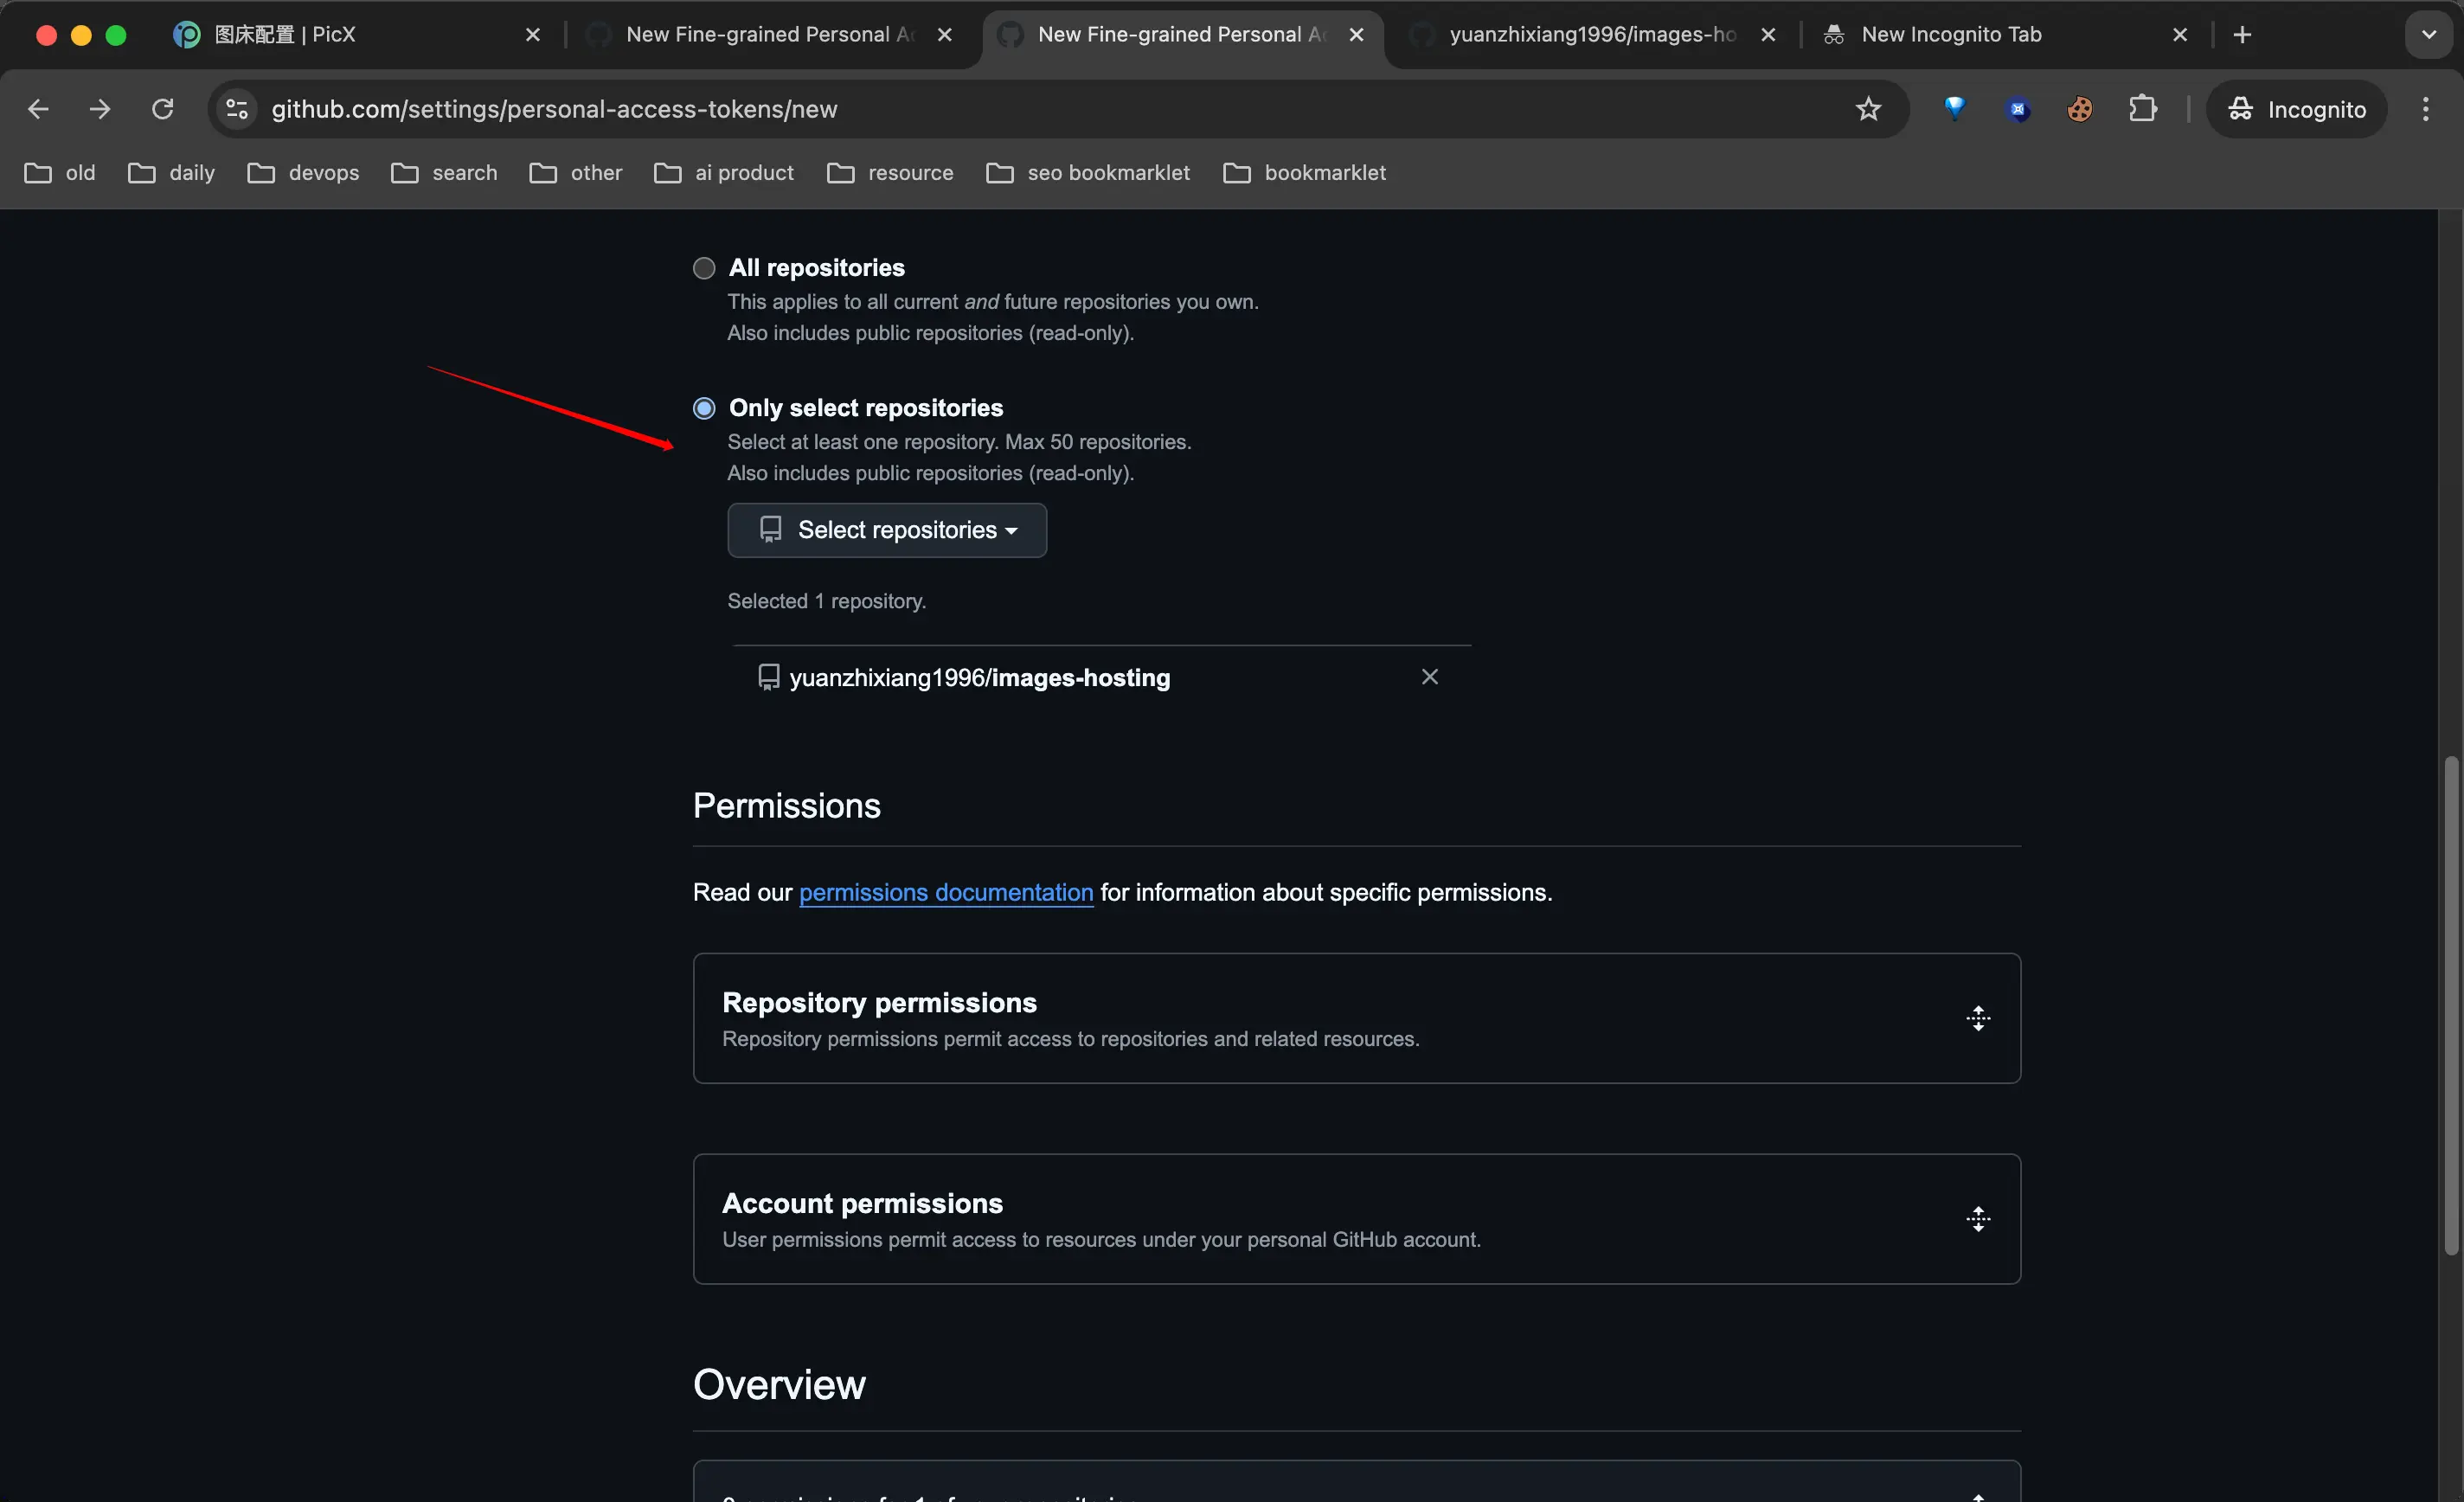 图床配置 | PicX
New Fine-grained Personal Ac
New Fine-grained Personal Ac
yuanzhixiang1996/images-ho
New Incognito Tab
github.com/settings/personal-access-tokens/new
Incognito
old
daily
devops
search
other
ai product
resource
seo bookmarklet
bookmarklet
All repositories
This applies to all current and future repositories you own.
Also includes public repositories (read-only).
Only select repositories
Select at least one repository. Max 50 repositories.
Also includes public repositories (read-only).
Select repositories
Selected 1 repository.
yuanzhixiang1996/images-hosting
Permissions
Read our permissions documentation for information about specific permissions.
Repository permissions
Repository permissions permit access to repositories and related resources.
Account permissions
User permissions permit access to resources under your personal GitHub account.
Overview